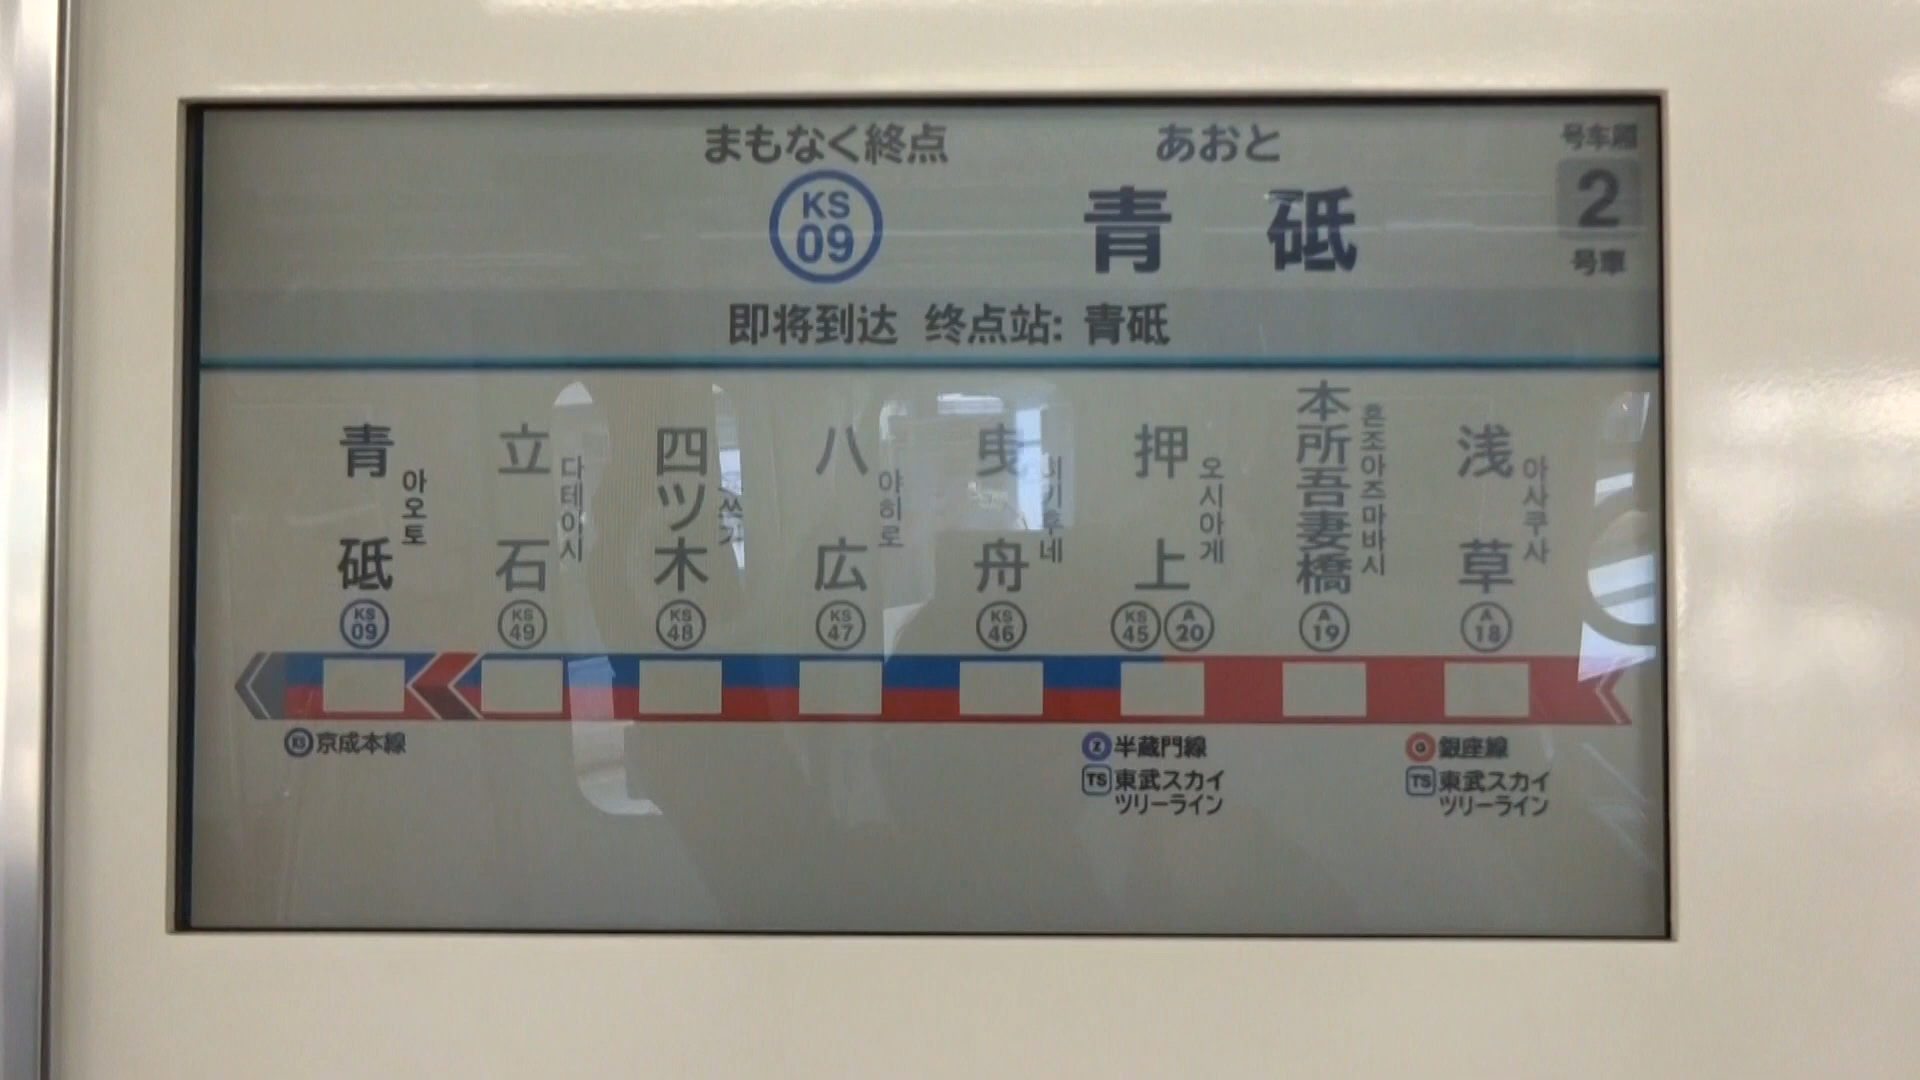 まもなく終点
あおと
号车厢
KS
09
青砥
2
号車
即将到达 终点站: 青砥
青砥
아오토
立石
다테이시
四ツ木
八広
야히로
曳舟
押上
오시아게
本所吾妻橋
혼조아즈마바시
浅草
아사쿠사
KS
09
KS
49
KS
48
KS
47
KS
46
KS
45
A
20
A
19
A
18
KS 京成本線
Z 半蔵門線
TS 東武スカイ
ツリーライン
G 銀座線
TS 東武スカイ
ツリーライン